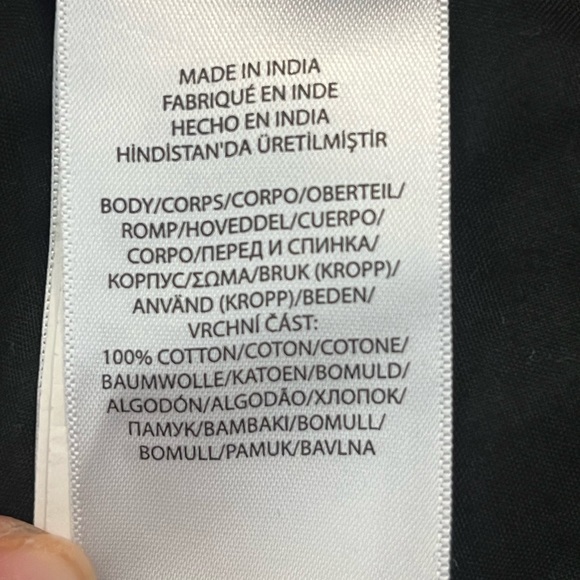 MADE IN INDIA
FABRIQUÉ EN INDE
HECHO EN INDIA
HİNDİSTAN'DA ÜRETİLMİŞTİR
BODY/CORPS/CORPO/OBERTEIL/
ROMP/HOVEDDEL/CUERPO/
CORPO/ПЕРЕД И СПИНКА/
КОРПУС/ΣΩΜΑ/BRUK (KROPP)/
ANVÄND (KROPP)/BEDEN/
VRCHNÍ ČÁST:
100% COTTON/COTON/COTONE/
BAUMWOLLE/KATOEN/BOMULD/
ALGODÓN/ALGODÃO/ХЛОПОК/
ПАМУК/ΒΑΜΒΑΚΙ/BOMULL/
BOMULL/PAMUK/BAVLNA